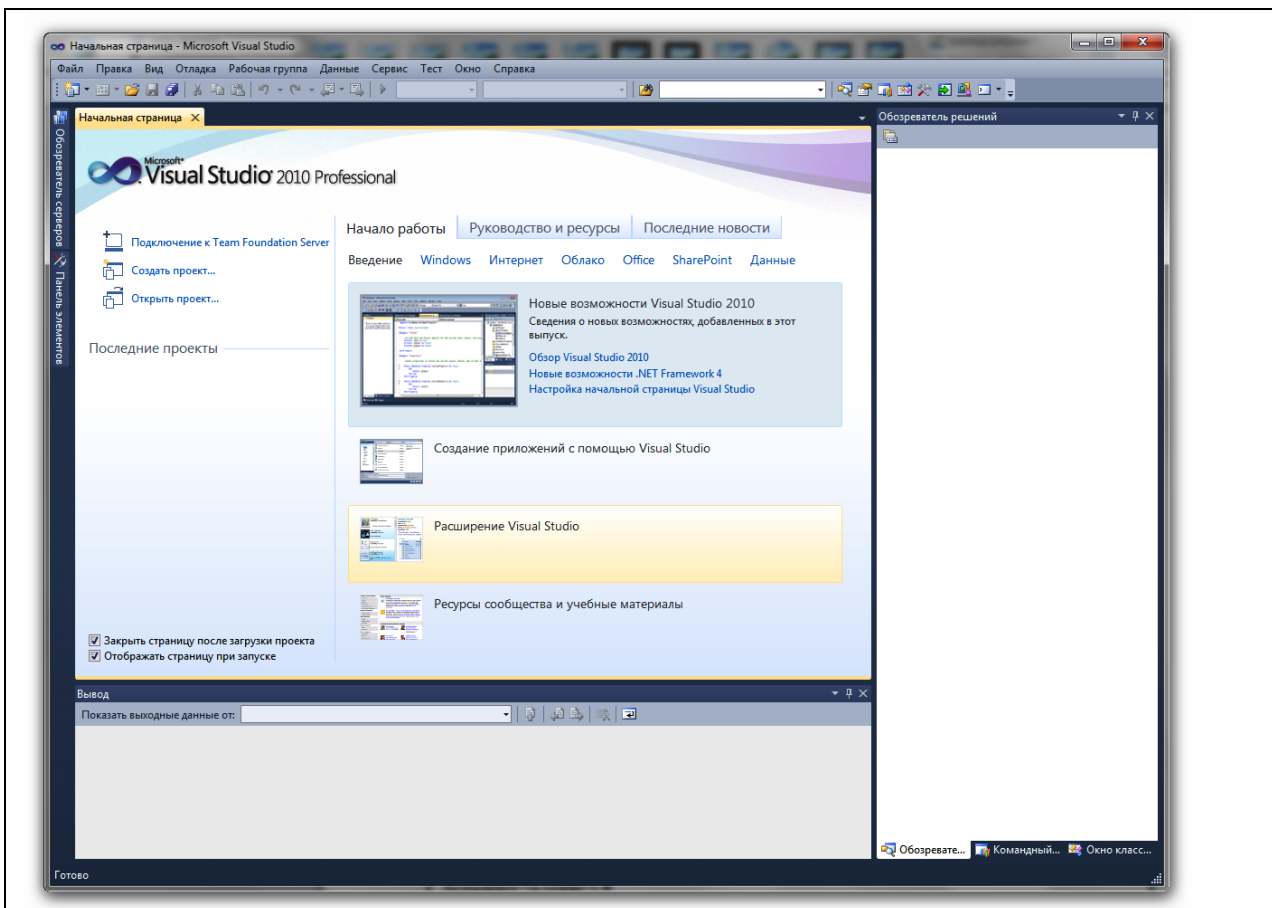 Начальная страница - Microsoft Visual Studio
Файл Правка Вид Отладка Рабочая группа Данные Сервис Тест Окно Справка
Обозреватель серверов
Панель элементов
Начальная страница
Microsoft
Visual Studio 2010 Professional
Подключение к Team Foundation Server
Создать проект...
Открыть проект...
Последние проекты
Закрыть страницу после загрузки проекта
Отображать страницу при запуске
Начало работы Руководство и ресурсы Последние новости
Введение Windows Интернет Облако Office SharePoint Данные
Новые возможности Visual Studio 2010
Сведения о новых возможностях, добавленных в этот
выпуск.
Обзор Visual Studio 2010
Новые возможности .NET Framework 4
Настройка начальной страницы Visual Studio
Создание приложений с помощью Visual Studio
Расширение Visual Studio
Ресурсы сообщества и учебные материалы
Вывод
Показать выходные данные от:
Обозреватель решений
Обозревате... Командный... Окно класс...
Готово